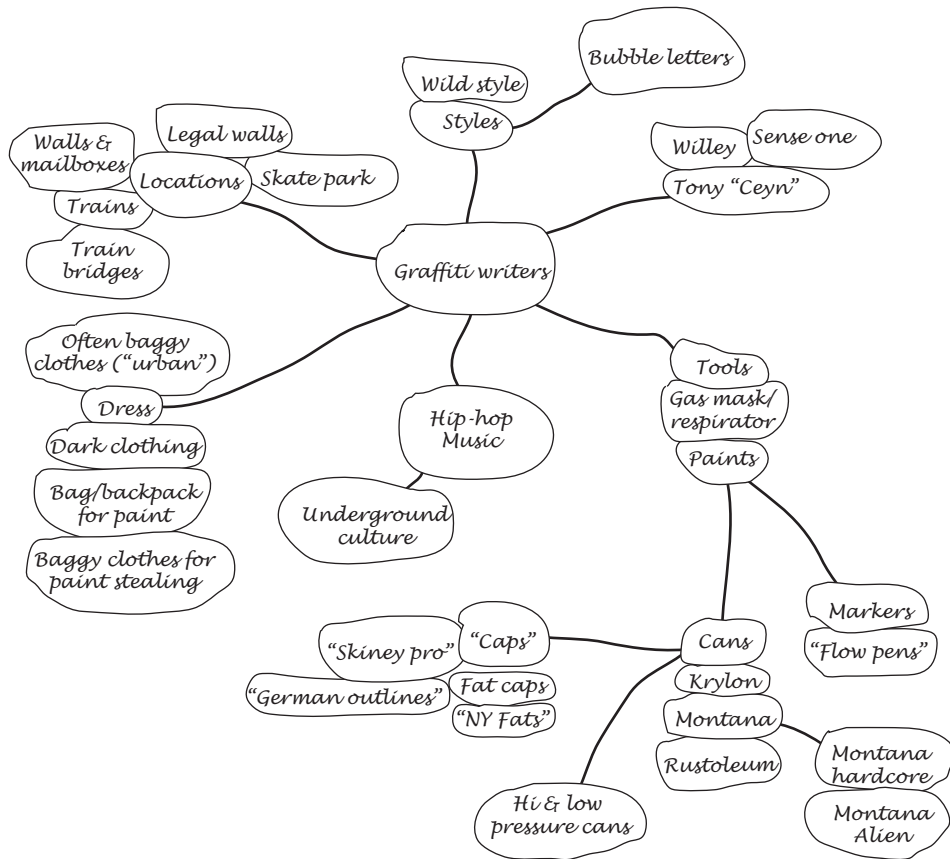 Bubble letters
Wild style
Styles
Legal walls
Walls &
mailboxes
Locations
Skate park
Trains
Train
bridges
Willey
Sense one
Tony “Ceyn”
Graffiti writers
Often baggy
clothes (“urban”)
Dress
Dark clothing
Bag/backpack
for paint
Baggy clothes for
paint stealing
Hip-hop
Music
Underground
culture
Tools
Gas mask/
respirator
Paints
Markers
“Flow pens”
Cans
Krylon
Montana
Rustoleum
Montana
hardcore
Montana
Alien
“Caps”
“Skiney pro”
“German outlines”
Fat caps
“NY Fats”
Hi & low
pressure cans